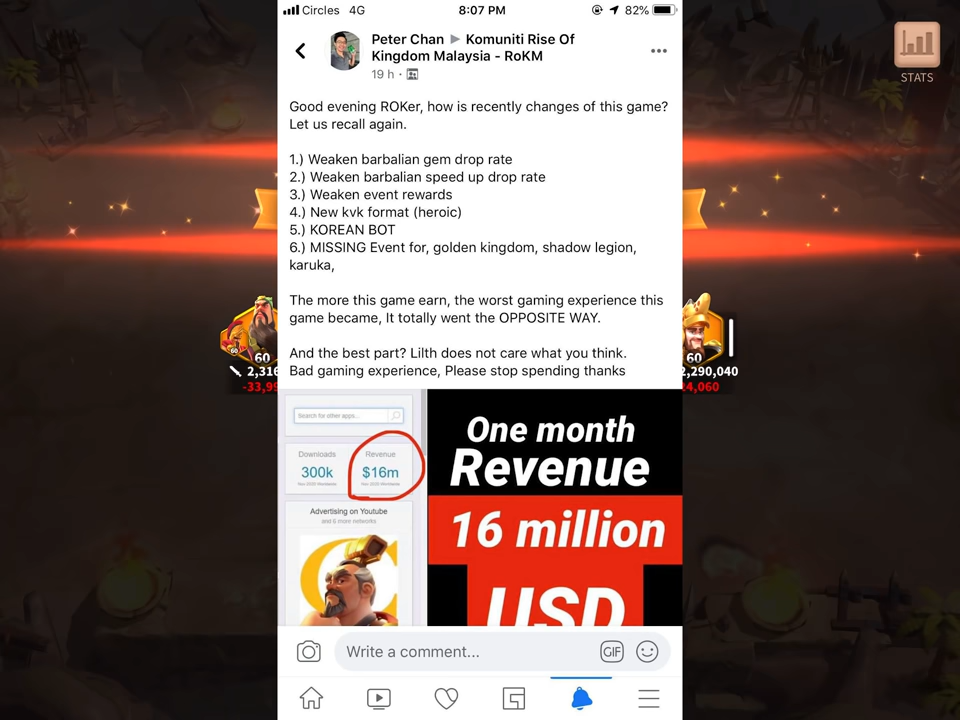 Circles 4G 8:07 PM 82%
Peter Chan ▶ Komuniti Rise Of
Kingdom Malaysia - RoKM
19 h ·
STATS
Good evening ROKer, how is recently changes of this game?
Let us recall again.
1.) Weaken barbalian gem drop rate
2.) Weaken barbalian speed up drop rate
3.) Weaken event rewards
4.) New kvk format (heroic)
5.) KOREAN BOT
6.) MISSING Event for, golden kingdom, shadow legion,
karuka,
The more this game earn, the worst gaming experience this
game became, It totally went the OPPOSITE WAY.
And the best part? Lilth does not care what you think.
Bad gaming experience, Please stop spending thanks
60
2,316
-33,99
60
2,290,040
4,060
Search for other apps...
Downloads
300k
Nov 2020 Worldwide
Revenue
$16m
Nov 2020 Worldwide
Advertising on Youtube
and 6 more networks
One month
Revenue
16 million
USD
Write a comment...
GIF